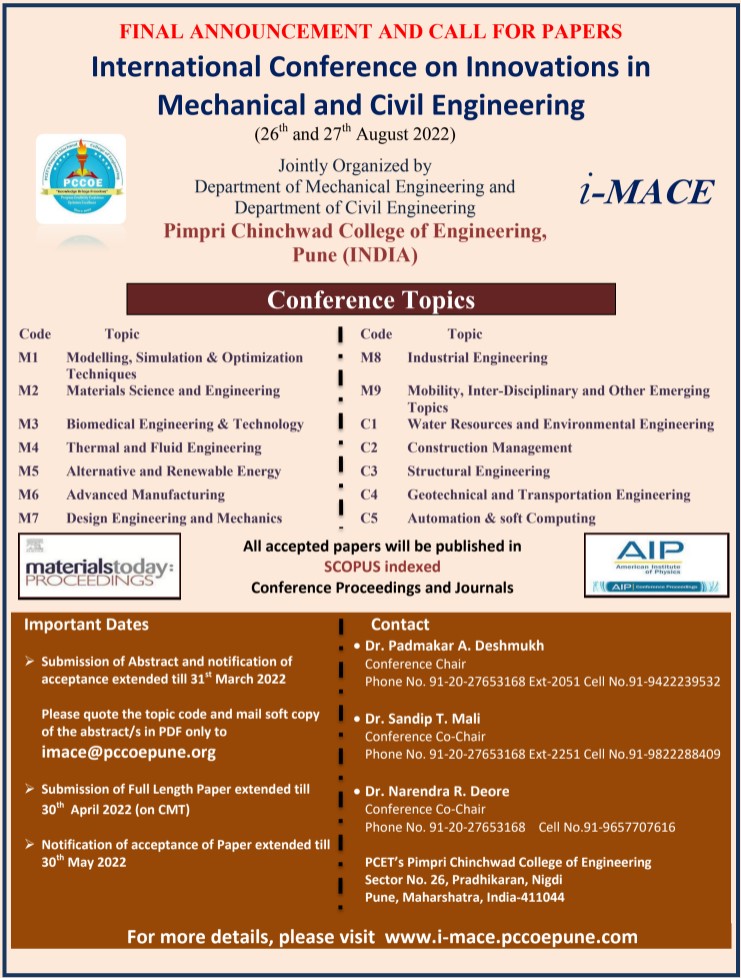 FINAL ANNOUNCEMENT AND CALL FOR PAPERS
International Conference on Innovations in
Mechanical and Civil Engineering
(26th and 27th August 2022)
Jointly Organized by
Department of Mechanical Engineering and
Department of Civil Engineering
Pimpri Chinchwad College of Engineering,
Pune (INDIA)
PCCOE
i-MACE
Conference Topics
Code Topic
M1 Modelling, Simulation & Optimization
Techniques
M2 Materials Science and Engineering
M3 Biomedical Engineering & Technology
M4 Thermal and Fluid Engineering
M5 Alternative and Renewable Energy
M6 Advanced Manufacturing
M7 Design Engineering and Mechanics
Code Topic
M8 Industrial Engineering
M9 Mobility, Inter-Disciplinary and Other Emerging
Topics
C1 Water Resources and Environmental Engineering
C2 Construction Management
C3 Structural Engineering
C4 Geotechnical and Transportation Engineering
C5 Automation & soft Computing
materialstoday:
PROCEEDINGS
All accepted papers will be published in
SCOPUS indexed
Conference Proceedings and Journals
AIP
American Institute
of Physics
AIP Conference Proceedings
Important Dates
➢ Submission of Abstract and notification of
acceptance extended till 31st March 2022
Please quote the topic code and mail soft copy
of the abstract/s in PDF only to
imace@pccoepune.org
➢ Submission of Full Length Paper extended till
30th April 2022 (on CMT)
➢ Notification of acceptance of Paper extended till
30th May 2022
Contact
• Dr. Padmakar A. Deshmukh
Conference Chair
Phone No. 91-20-27653168 Ext-2051 Cell No.91-9422239532
• Dr. Sandip T. Mali
Conference Co-Chair
Phone No. 91-20-27653168 Ext-2251 Cell No.91-9822288409
• Dr. Narendra R. Deore
Conference Co-Chair
Phone No. 91-20-27653168 Cell No.91-9657707616
PCET's Pimpri Chinchwad College of Engineering
Sector No. 26, Pradhikaran, Nigdi
Pune, Maharshatra, India-411044
For more details, please visit www.i-mace.pccoepune.com